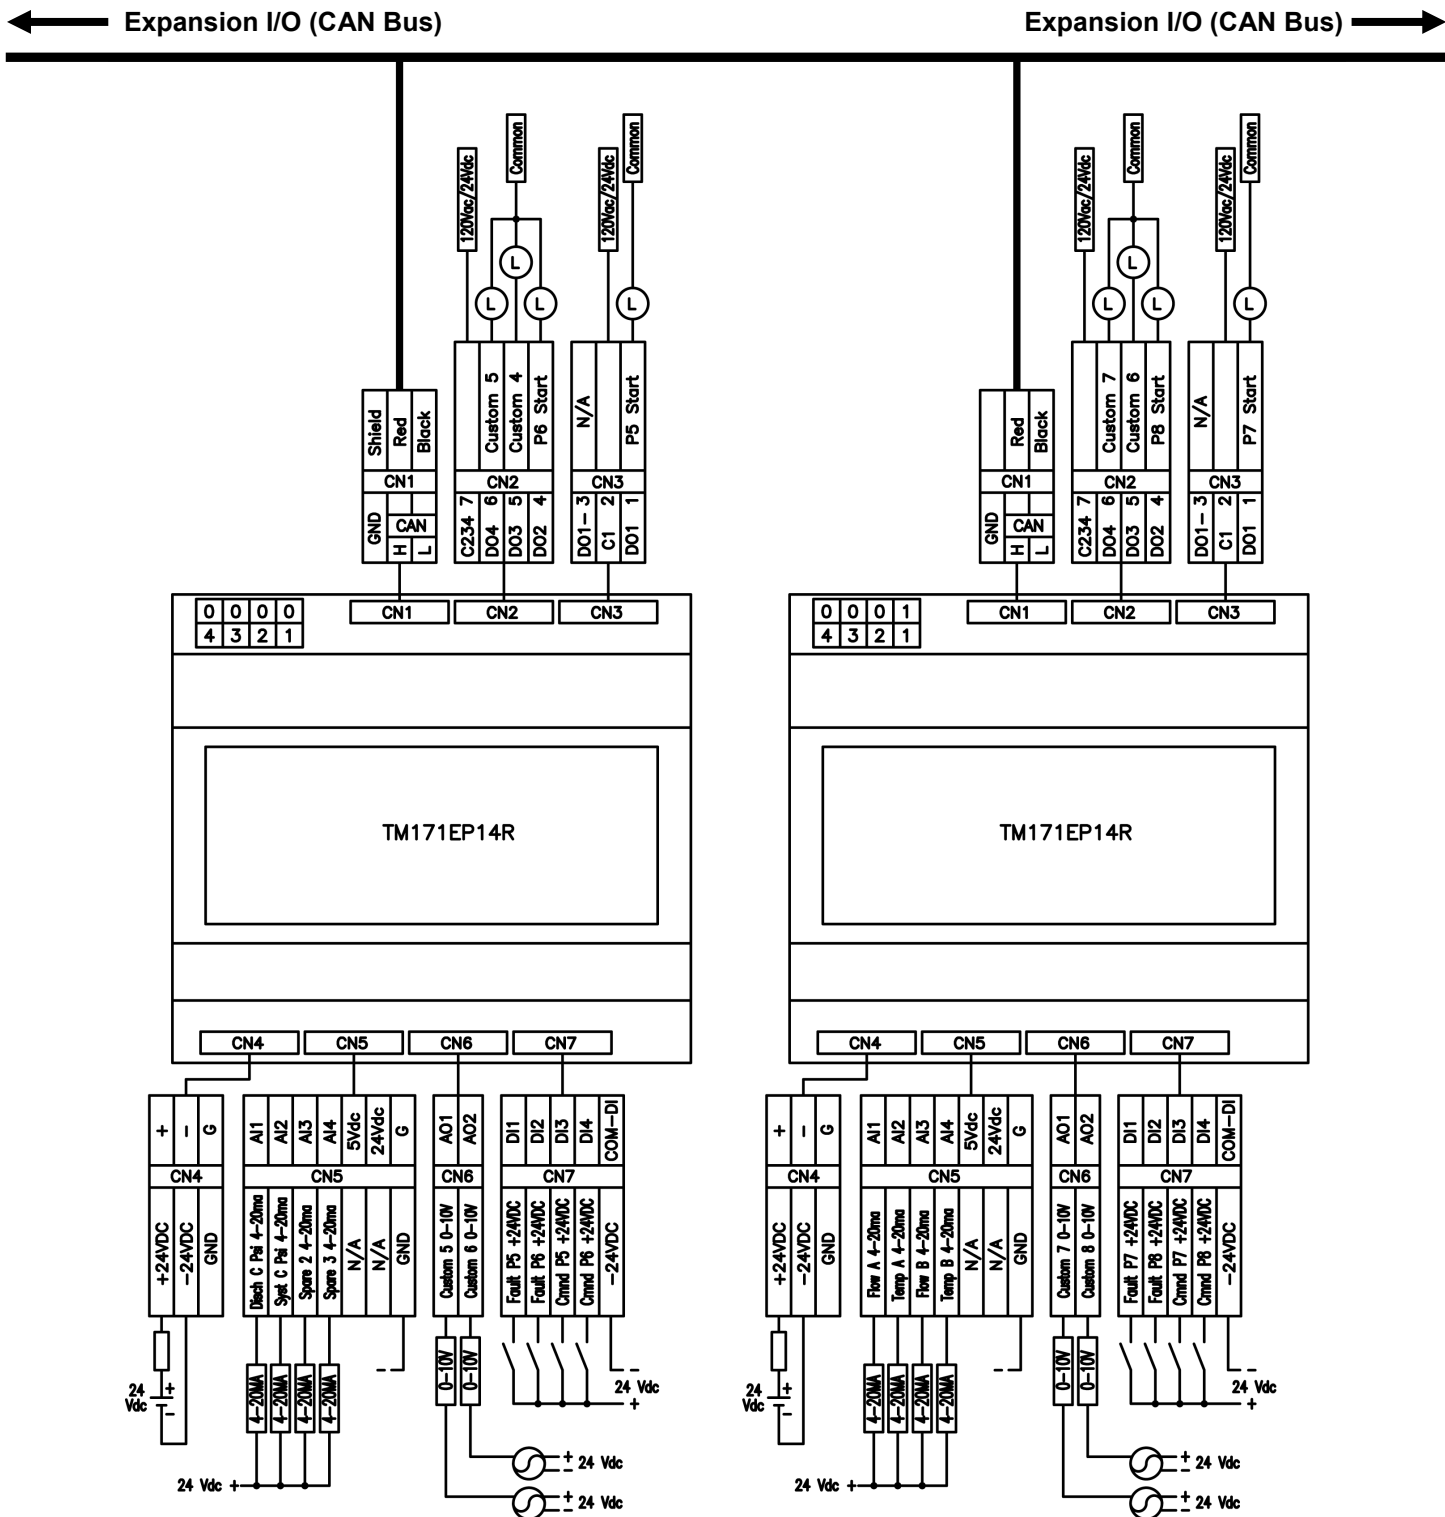 Expansion I/O (CAN Bus)
Expansion I/O (CAN Bus)
120Vac/24Vdc
Common
120Vac/24Vdc
Common
L
L
L
L
Shield
Red
Black
CN1
GND
CAN
H
L
Custom 5
Custom 4
P6 Start
CN2
C234 7
DO4 6
DO3 5
DO2 4
N/A
P5 Start
CN3
DO1- 3
C1 2
DO1 1
0 0 0 0
4 3 2 1
CN1
CN2
CN3
TM171EP14R
CN4
CN5
CN6
CN7
+
-
G
CN4
+24VDC
-24VDC
GND
24
Vdc
+
-
AI1
AI2
AI3
AI4
5Vdc
24Vdc
G
CN5
Disch C Psi 4-20ma
Syst C Psi 4-20ma
Spare 2 4-20ma
Spare 3 4-20ma
N/A
N/A
GND
4-20MA
4-20MA
4-20MA
4-20MA
24 Vdc +
AO1
AO2
CN6
Custom 5 0-10V
Custom 6 0-10V
0-10V
0-10V
+
- 24 Vdc
+
- 24 Vdc
DI1
DI2
DI3
DI4
COM-DI
CN7
Fault P5 +24VDC
Fault P6 +24VDC
Cmnd P5 +24VDC
Cmnd P6 +24VDC
-24VDC
-
24 Vdc
+
120Vac/24Vdc
Common
120Vac/24Vdc
Common
L
L
L
L
Red
Black
CN1
GND
CAN
H
L
Custom 7
Custom 6
P8 Start
CN2
C234 7
DO4 6
DO3 5
DO2 4
N/A
P7 Start
CN3
DO1- 3
C1 2
DO1 1
0 0 0 1
4 3 2 1
CN1
CN2
CN3
TM171EP14R
CN4
CN5
CN6
CN7
+
-
G
CN4
+24VDC
-24VDC
GND
24
Vdc
+
-
AI1
AI2
AI3
AI4
5Vdc
24Vdc
G
CN5
Flow A 4-20ma
Temp A 4-20ma
Flow B 4-20ma
Temp B 4-20ma
N/A
N/A
GND
4-20MA
4-20MA
4-20MA
4-20MA
24 Vdc +
AO1
AO2
CN6
Custom 7 0-10V
Custom 8 0-10V
0-10V
0-10V
+
- 24 Vdc
+
- 24 Vdc
DI1
DI2
DI3
DI4
COM-DI
CN7
Fault P7 +24VDC
Fault P8 +24VDC
Cmnd P7 +24VDC
Cmnd P8 +24VDC
-24VDC
-
24 Vdc
+